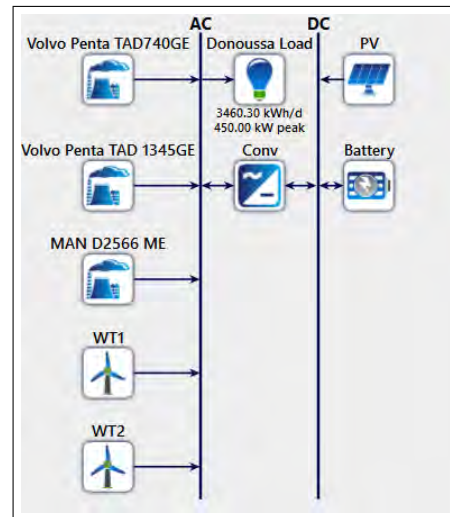 AC DC
Volvo Penta TAD740GE Donoussa Load PV
3460.30 kWh/d
450.00 kW peak
Volvo Penta TAD 1345GE Conv Battery
MAN D2566 ME
WT1
WT2